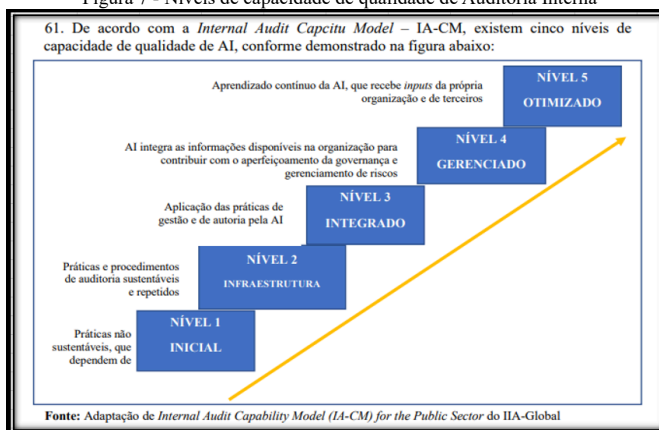 Figura 7 - Níveis de capacidade de qualidade de Auditoria Interna
61. De acordo com a Internal Audit Capcitu Model – IA-CM, existem cinco níveis de
capacidade de qualidade de AI, conforme demonstrado na figura abaixo:
Aprendizado contínuo da AI, que recebe inputs da própria
organização e de terceiros
NÍVEL 5
OTIMIZADO
AI integra as informações disponíveis na organização para
contribuir com o aperfeiçoamento da governança e
gerenciamento de riscos
NÍVEL 4
GERENCIADO
Aplicação das práticas de
gestão e de autoria pela AI
NÍVEL 3
INTEGRADO
Práticas e procedimentos
de auditoria sustentáveis
e repetidos
NÍVEL 2
INFRAESTRUTURA
Práticas não
sustentáveis, que
dependem de
NÍVEL 1
INICIAL
Fonte: Adaptação de Internal Audit Capability Model (IA-CM) for the Public Sector do IIA-Global